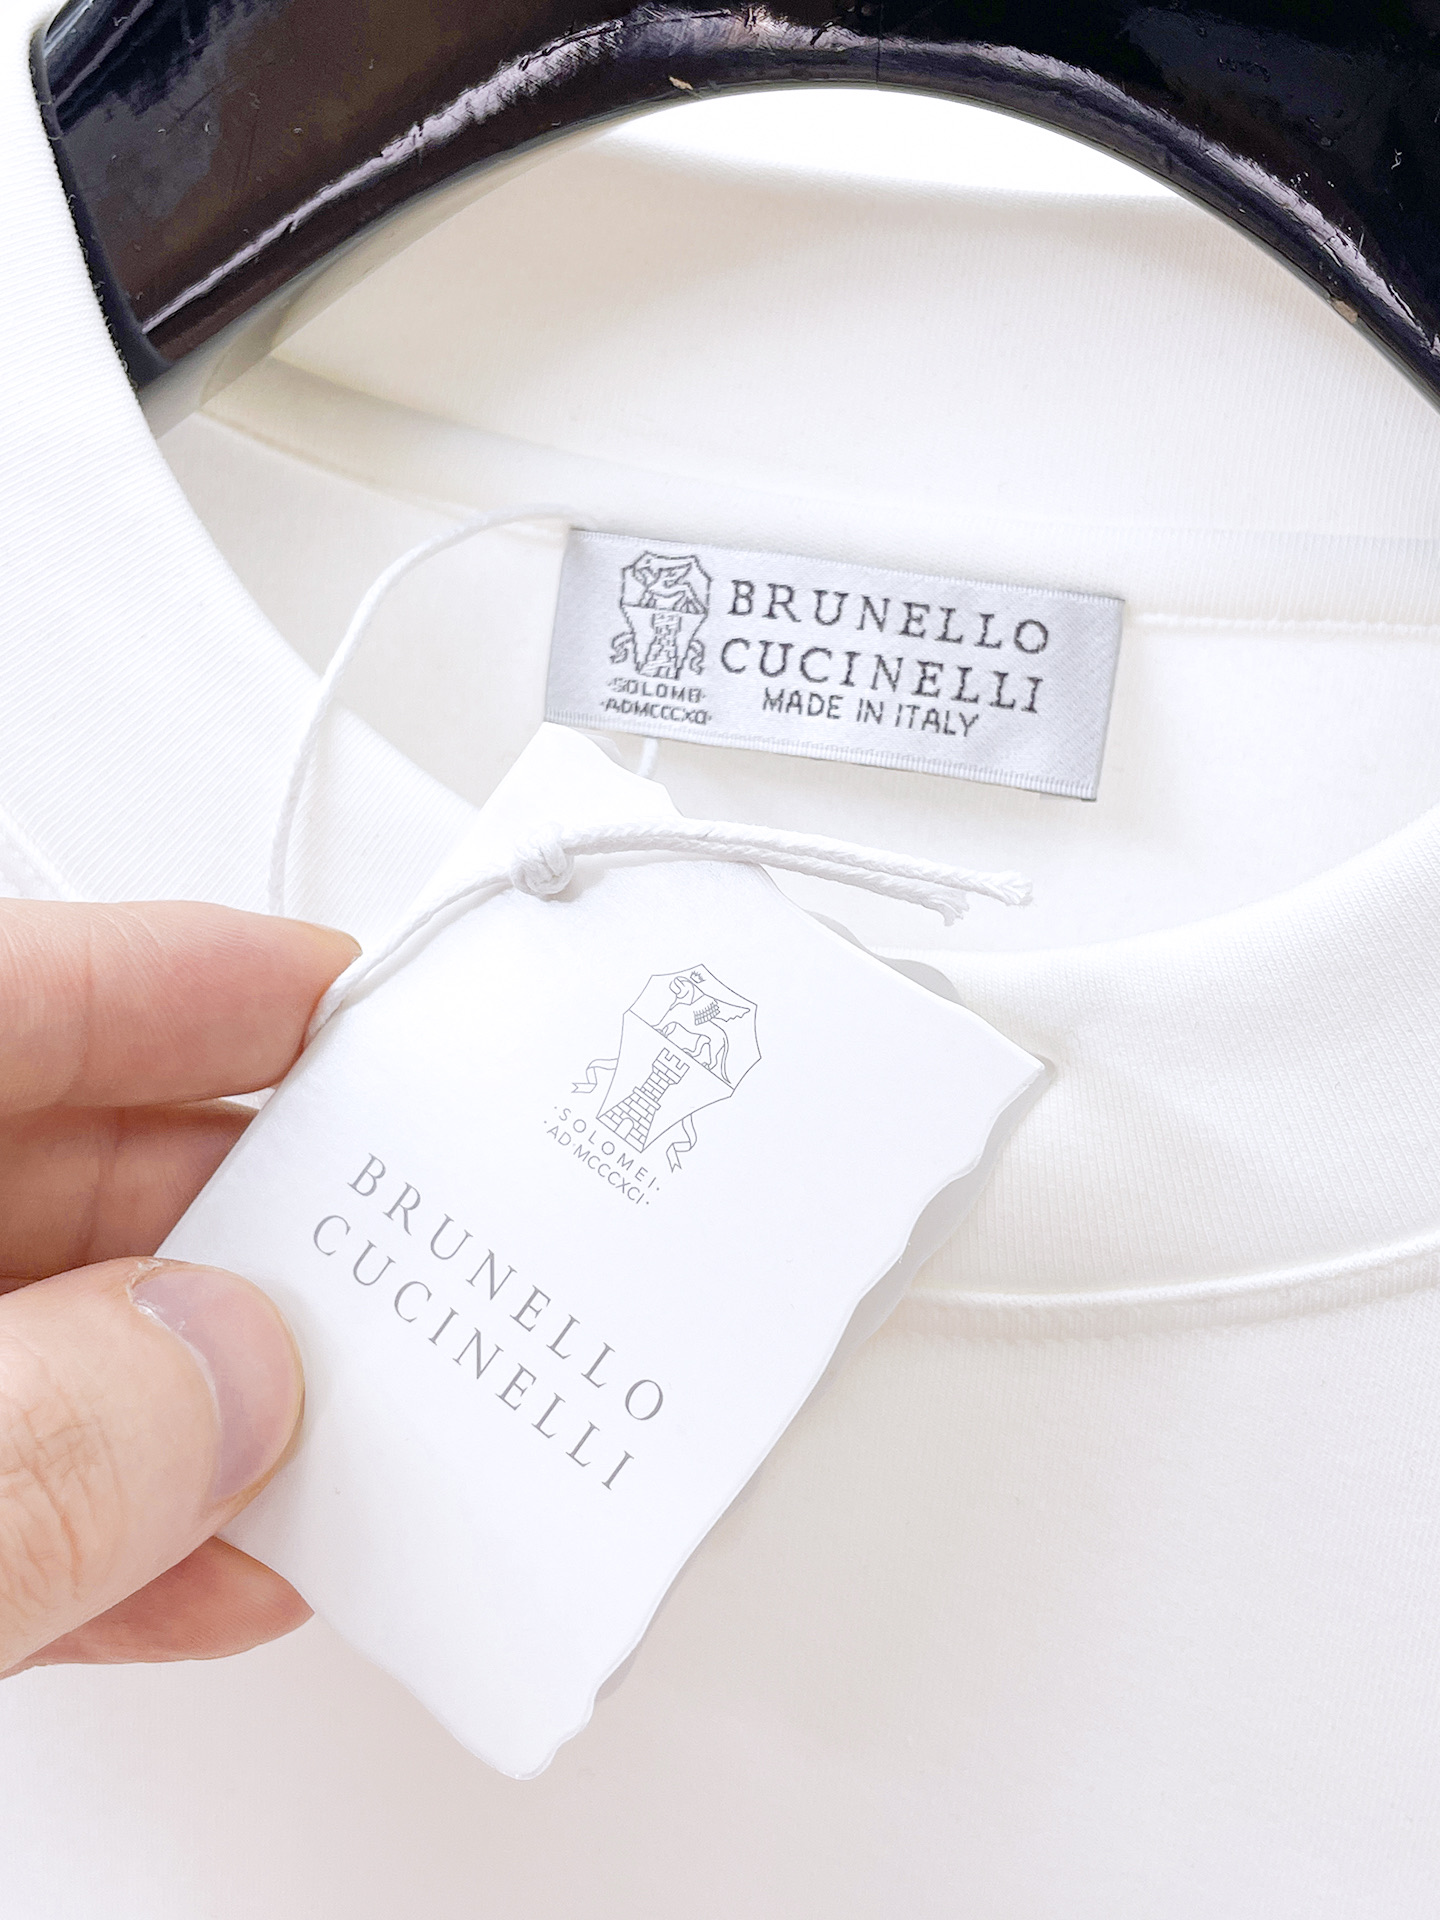 BRUNELLO
CUCINELLI
MADE IN ITALY
·SOLOMEI·
·AD·MCCCXCI·
BRUNELLO
CUCINELLI